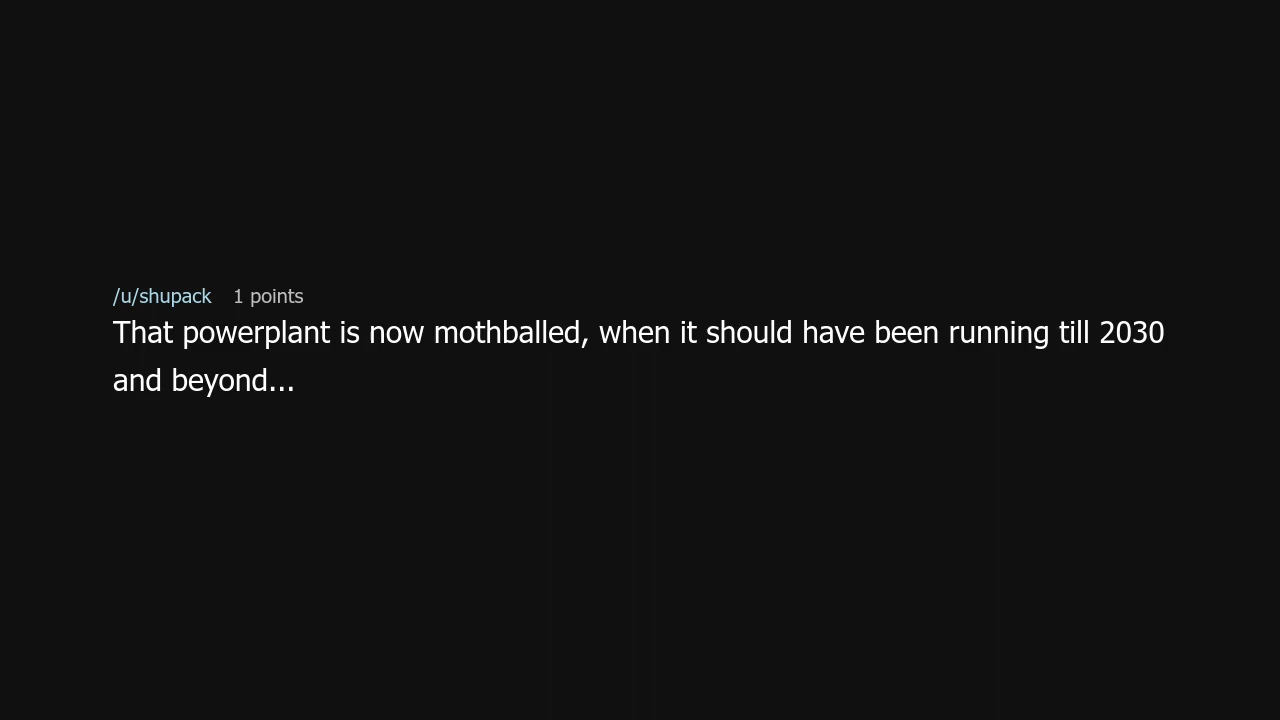 /u/shupack 1 points
That powerplant is now mothballed, when it should have been running till 2030
and beyond...